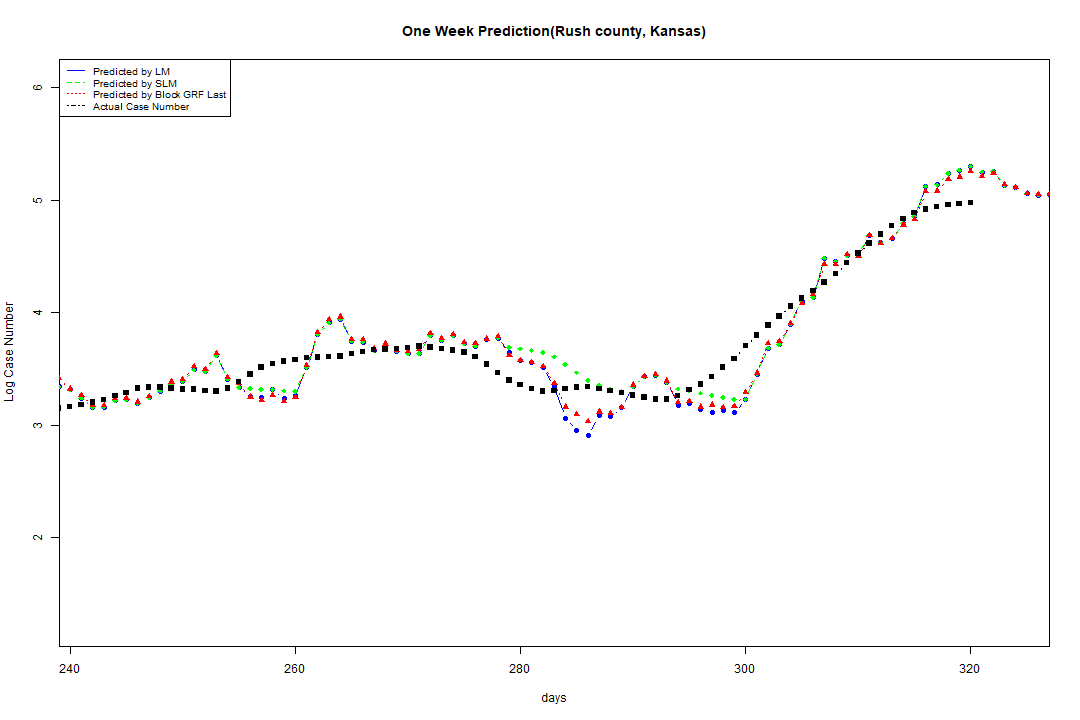 One Week Prediction(Rush county, Kansas)
Predicted by LM
Predicted by SLM
Predicted by Block GRF Last
Actual Case Number
6
5
4
3
2
Log Case Number
240 260 280 300 320
days